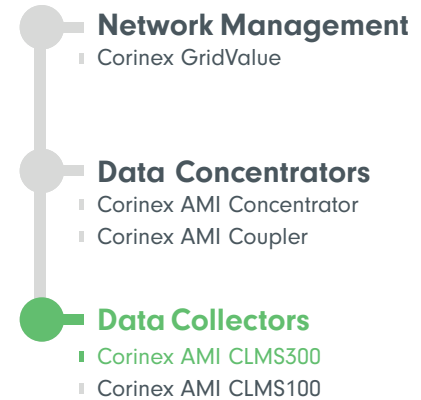 Network Management
Corinex GridValue
Data Concentrators
Corinex AMI Concentrator
Corinex AMI Coupler
Data Collectors
Corinex AMI CLMS300
Corinex AMI CLMS100